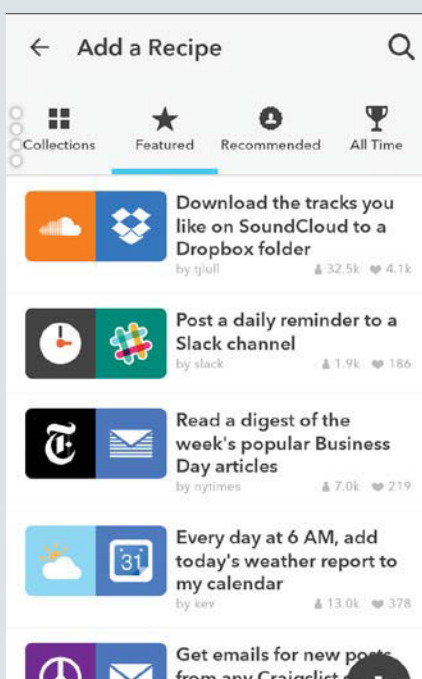 Add a Recipe
Collections Featured Recommended All Time
Download the tracks you
like on SoundCloud to a
Dropbox folder
by tjlull 32.5k 4.1k
Post a daily reminder to a
Slack channel
by slack 1.9k 186
Read a digest of the
week's popular Business
Day articles
by nytimes 7.0k 219
31
Every day at 6 AM, add
today's weather report to
my calendar
by kev 13.0k 378
Get emails for new posts
from any Craigslist